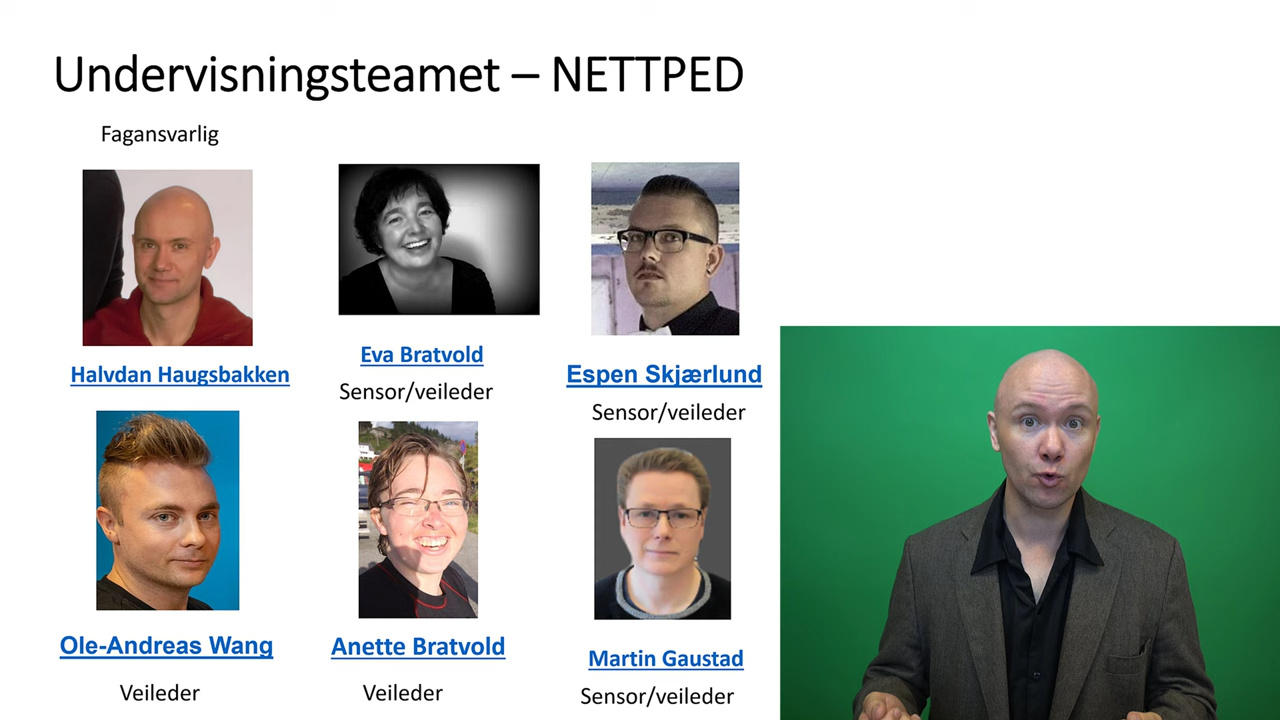 Undervisningsteamet – NETTPED
Fagansvarlig
Halvdan Haugsbakken
Eva Bratvold
Sensor/veileder
Espen Skjærlund
Sensor/veileder
Ole-Andreas Wang
Veileder
Anette Bratvold
Veileder
Martin Gaustad
Sensor/veileder